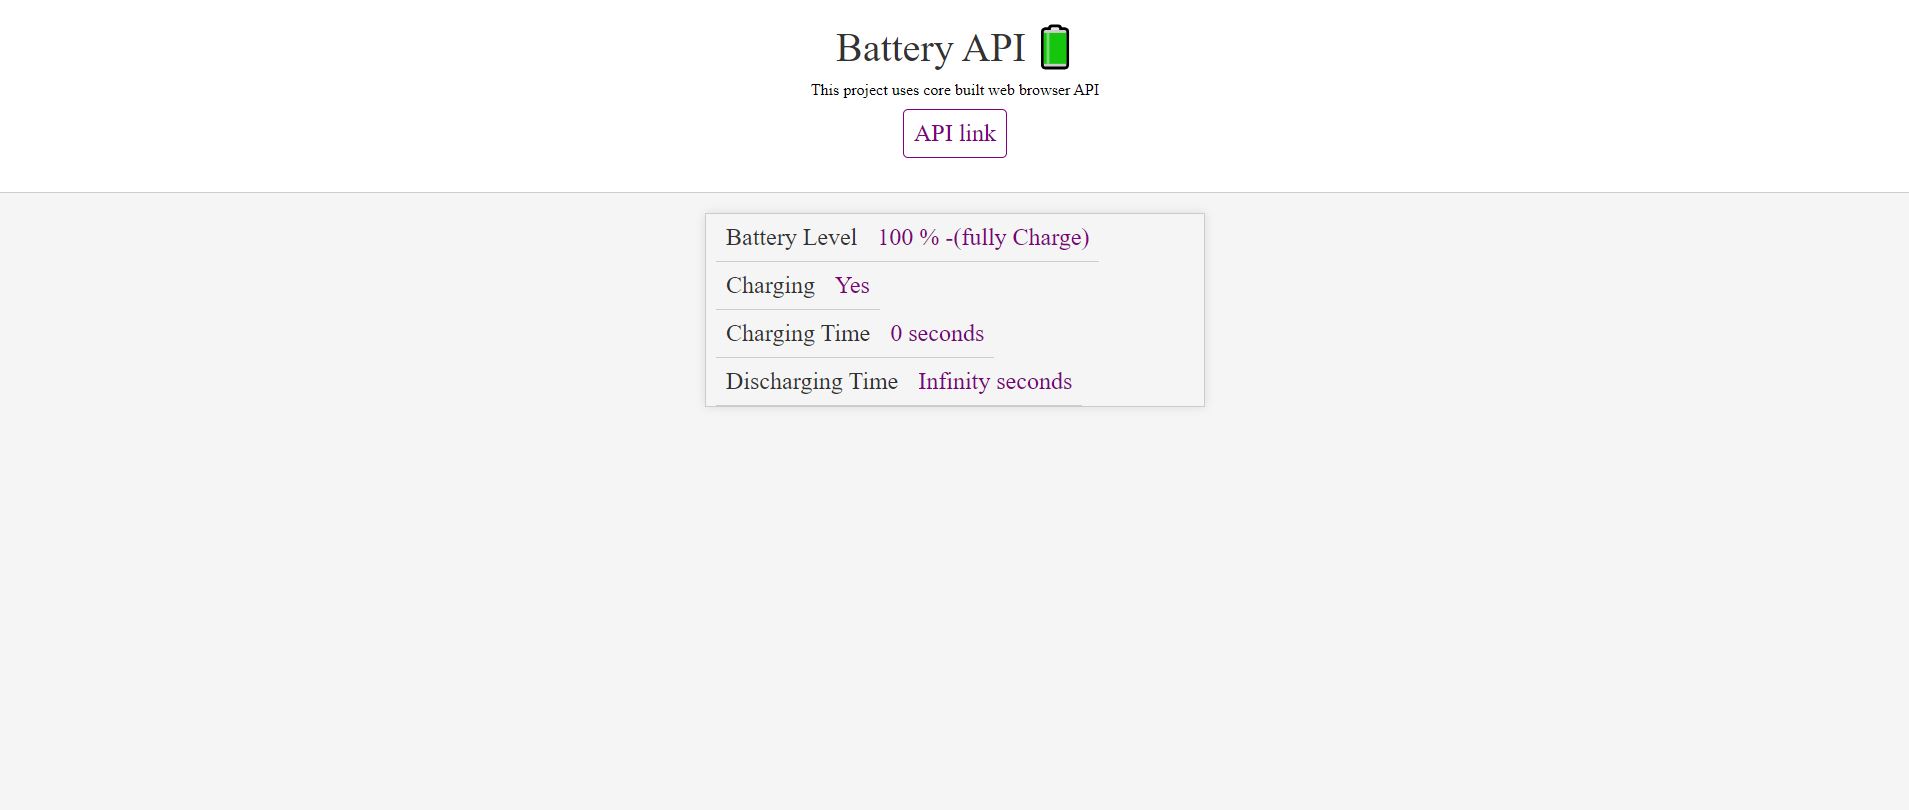 Battery API
This project uses core built web browser API
API link
Battery Level 100 % -(fully Charge)
Charging Yes
Charging Time 0 seconds
Discharging Time Infinity seconds